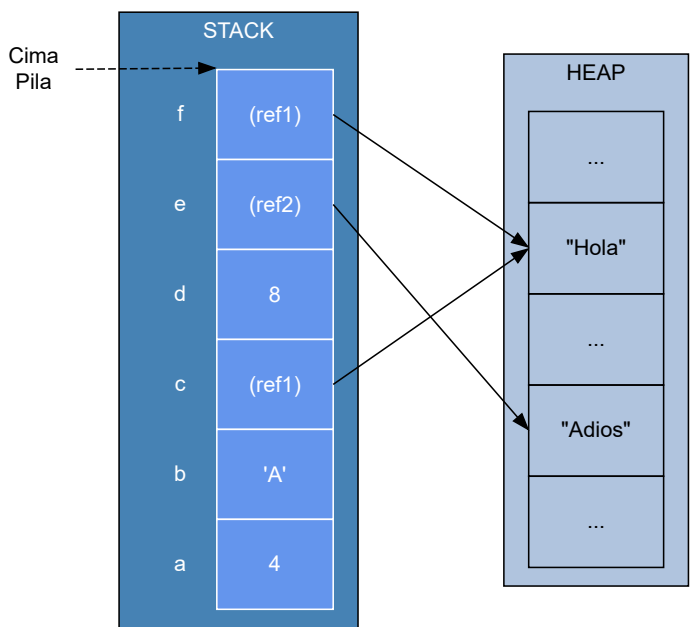 STACK
Cima
Pila
f
(ref1)
e
(ref2)
d
8
c
(ref1)
b
'A'
a
4
HEAP
...
"Hola"
...
"Adios"
...